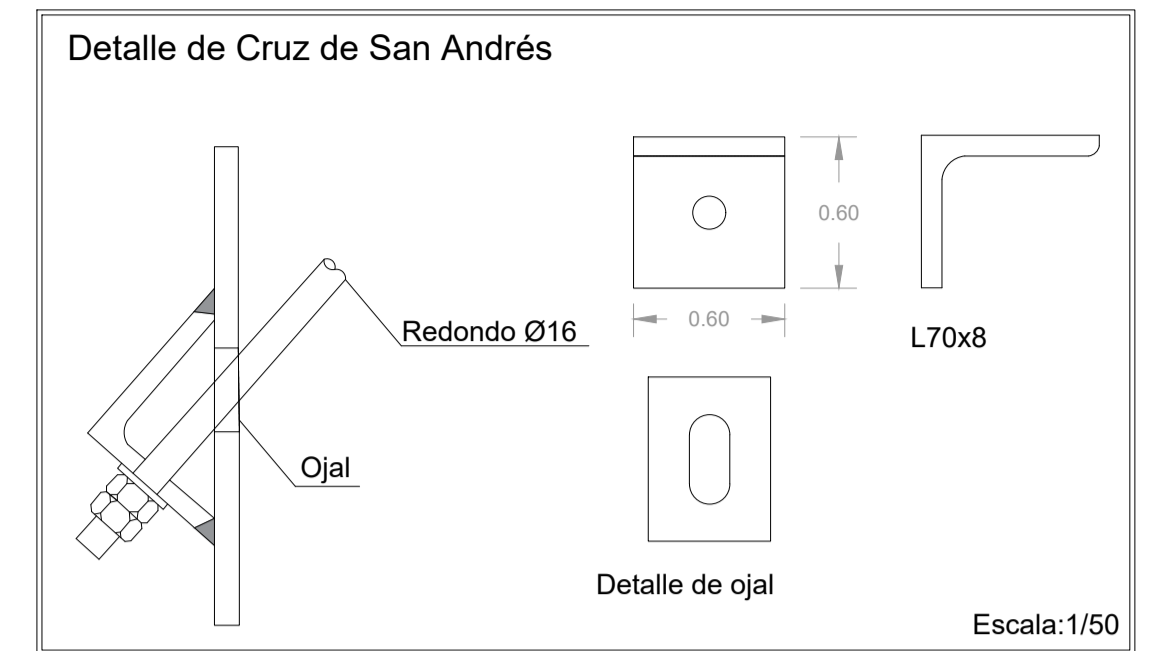 Detalle de Cruz de San Andrés
0.60
Redondo Ø16
0.60
L70x8
Ojal
Detalle de ojal
Escala:1/50